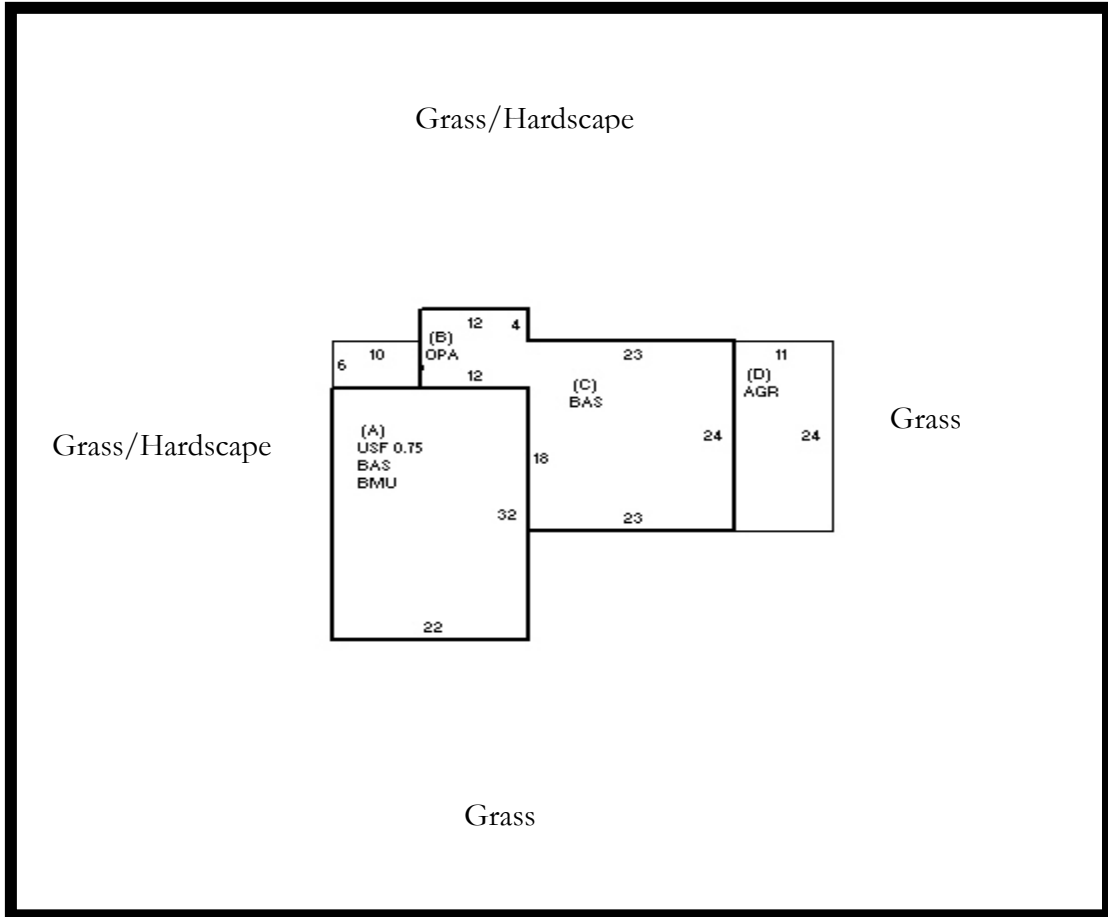 Grass/Hardscape
12 4
(B)
OPA
10
6
12
23
(C)
BAS
11
(D)
AGR
24
24
Grass
Grass/Hardscape
(A)
USF 0.75
BAS
BMU
18
32
23
22
Grass